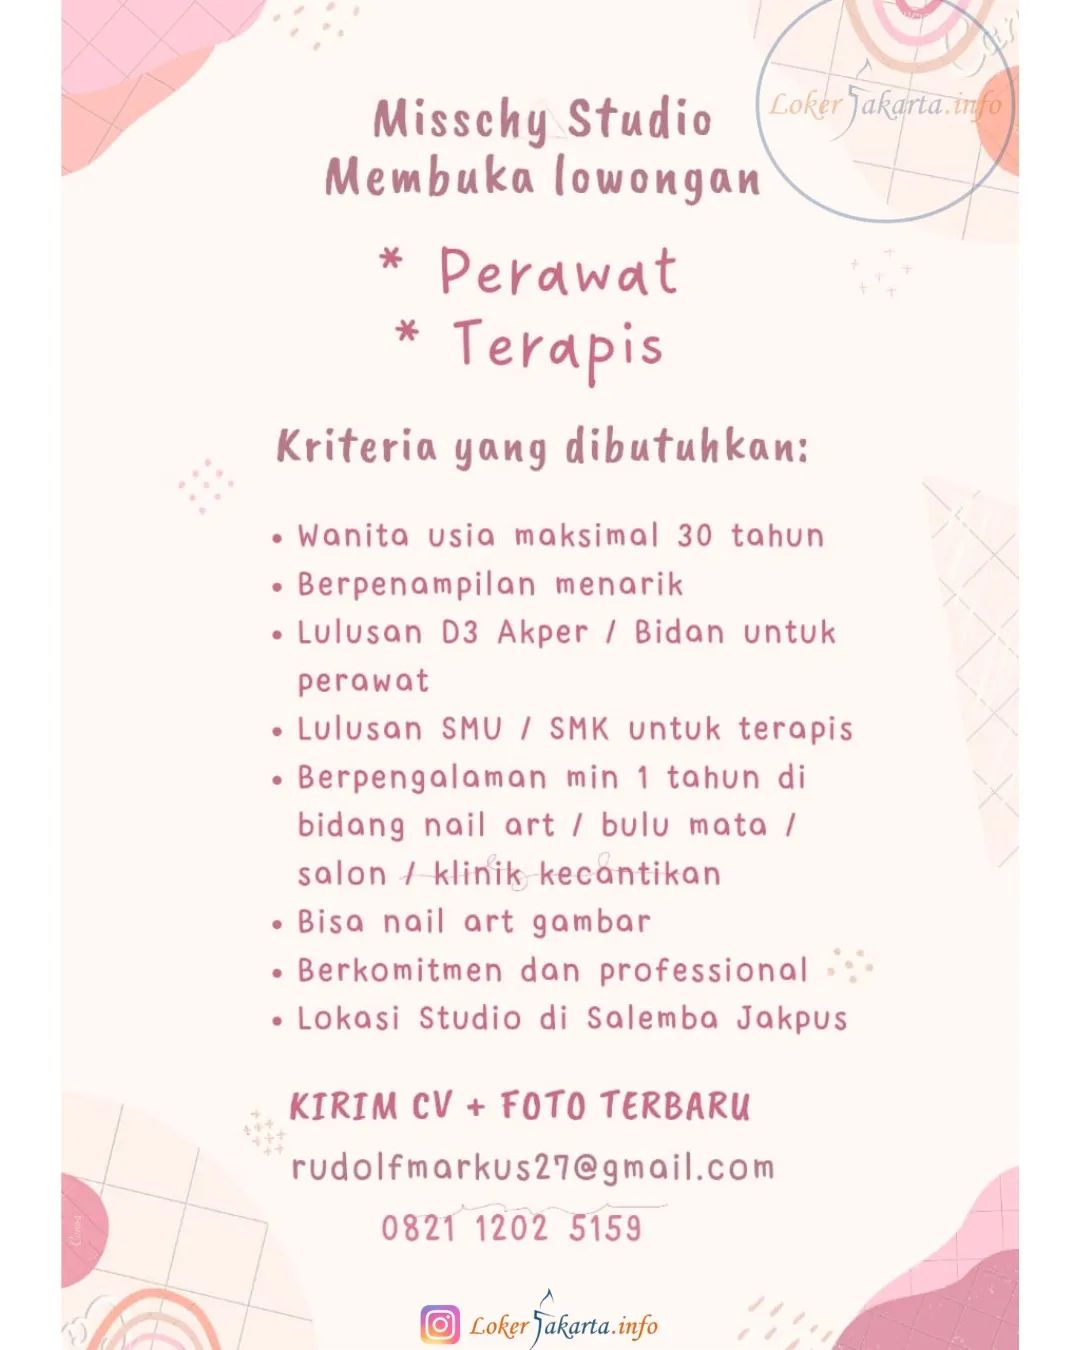 Loker Jakarta.info
Misschy Studio
Membuka lowongan
* Perawat
* Terapis
Kriteria yang dibutuhkan:
• Wanita usia maksimal 30 tahun
• Berpenampilan menarik
• Lulusan D3 Akper / Bidan untuk
perawat
• Lulusan SMU / SMK untuk terapis
• Berpengalaman min 1 tahun di
bidang nail art / bulu mata /
salon / klinik kecantikan
• Bisa nail art gambar
• Berkomitmen dan professional
• Lokasi Studio di Salemba Jakpus
KIRIM CV + FOTO TERBARU
rudolfmarkus27@gmail.com
0821 1202 5159
Loker Jakarta.info